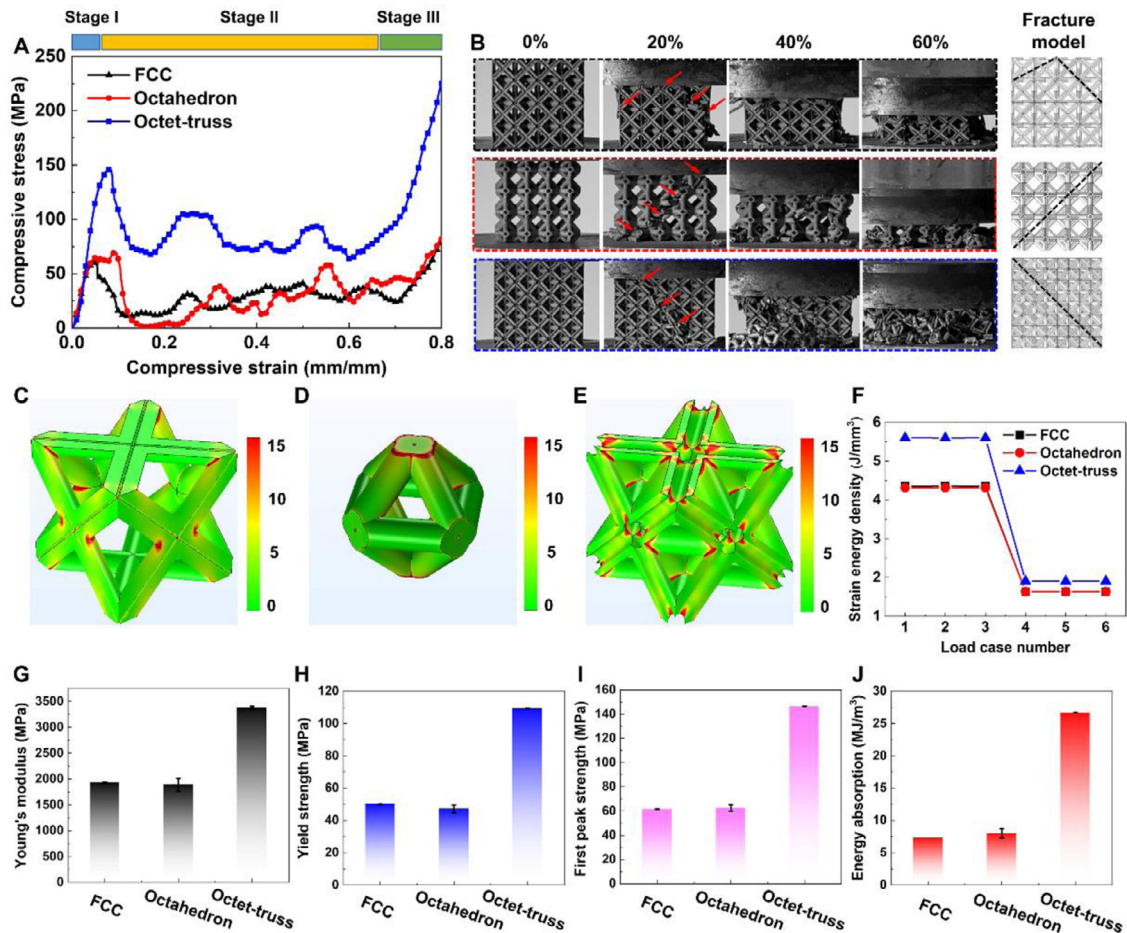 Stage I Stage II Stage III
A
250
200
150
100
50
0
0.0 0.2 0.4 0.6 0.8
Compressive stress (MPa)
Compressive strain (mm/mm)
FCC
Octahedron
Octet-truss
B
0% 20% 40% 60%
Fracture
model
C
15
10
5
0
D
15
10
5
0
E
15
10
5
0
F
Strain energy density (J/mm³)
6
5
4
3
2
1
FCC
Octahedron
Octet-truss
1 2 3 4 5 6
Load case number
G
Young's modulus (MPa)
3500
3000
2500
2000
1500
1000
500
0
FCC Octahedron Octet-truss
H
Yield strength (MPa)
120
100
80
60
40
20
0
FCC Octahedron Octet-truss
I
First peak strength (MPa)
160
140
120
100
80
60
40
20
0
FCC Octahedron Octet-truss
J
Energy absorption (MJ/m³)
30
25
20
15
10
5
0
FCC Octahedron Octet-truss